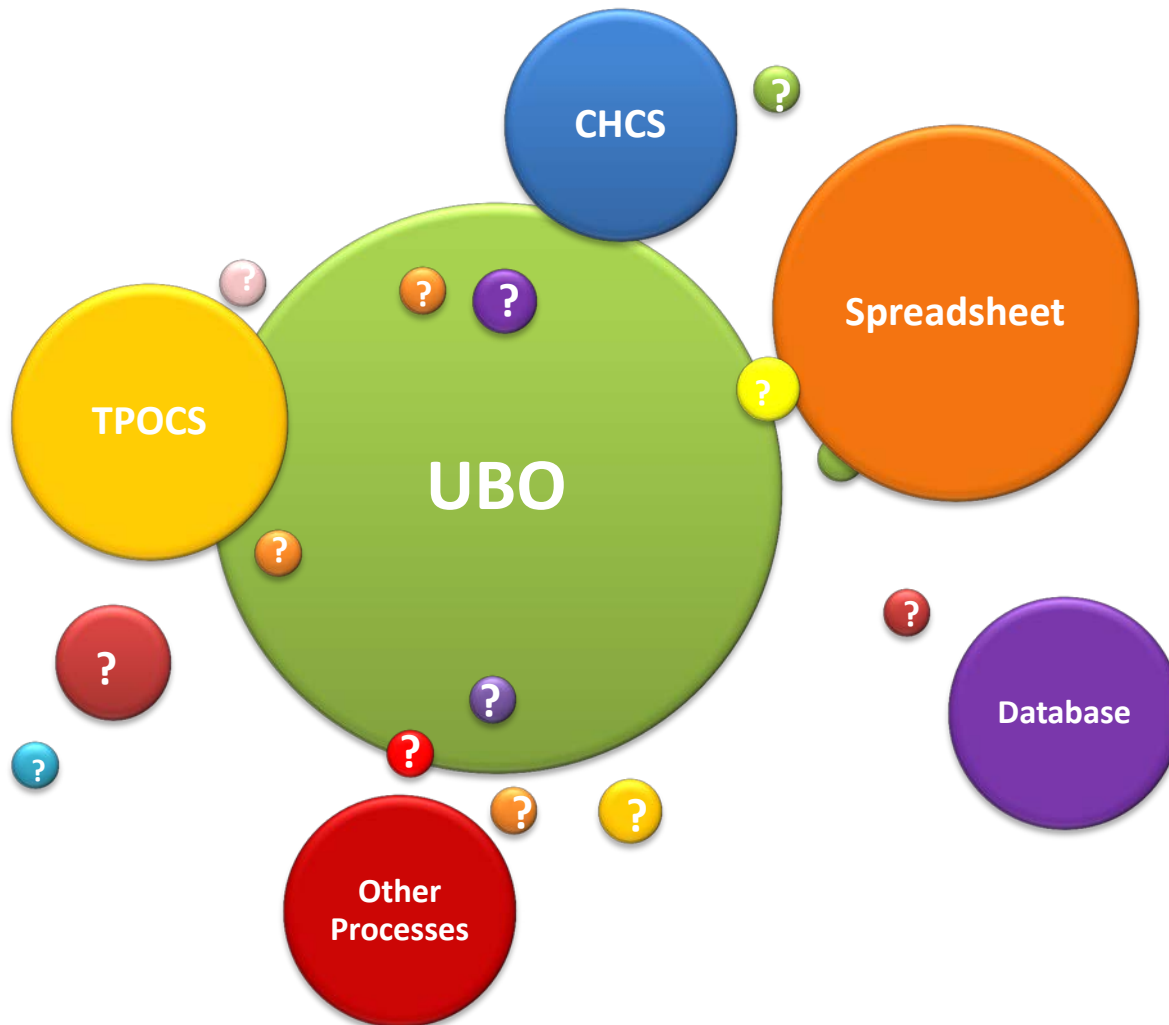 CHCS
?
Spreadsheet
?
?
?
?
TPOCS
UBO
?
?
?
Database
?
?
?
?
?
?
Other
Processes